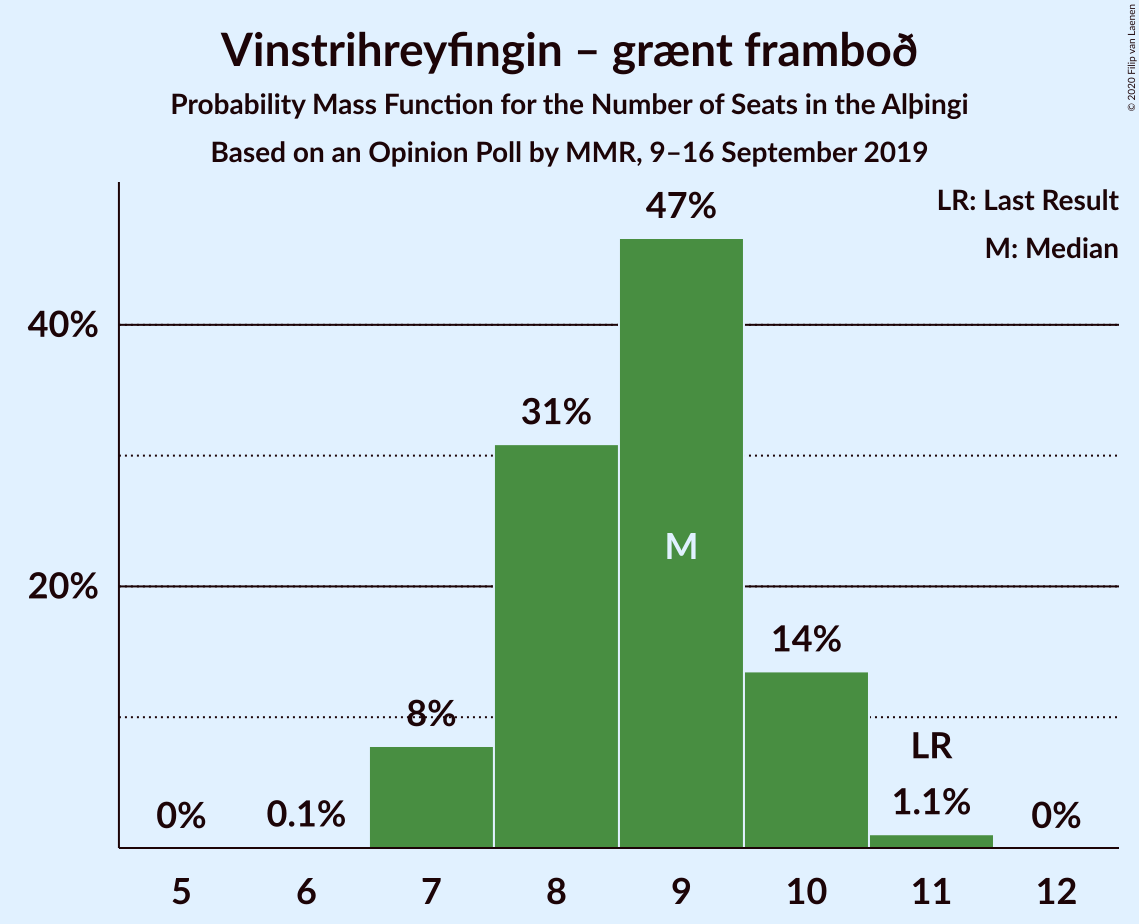 Vinstrihreyfingin – grænt framboð
Probability Mass Function for the Number of Seats in the Alþingi
Based on an Opinion Poll by MMR, 9–16 September 2019
© 2020 Filip van Laenen
LR: Last Result
M: Median
47%
40%
31%
M
20%
14%
8%
LR
0%
0.1%
1.1%
0%
5 6 7 8 9 10 11 12